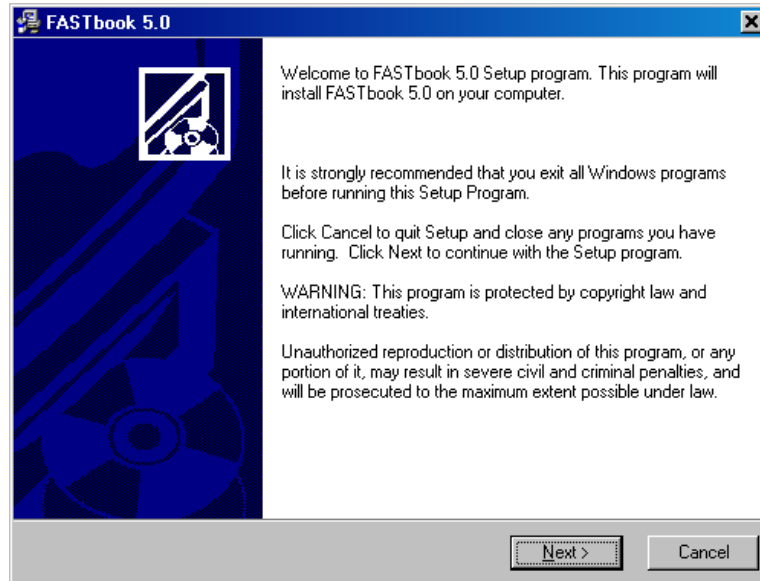 FASTbook 5.0
Welcome to FASTbook 5.0 Setup program. This program will
install FASTbook 5.0 on your computer.
It is strongly recommended that you exit all Windows programs
before running this Setup Program.
Click Cancel to quit Setup and close any programs you have
running.  Click Next to continue with the Setup program.
WARNING: This program is protected by copyright law and
international treaties.
Unauthorized reproduction or distribution of this program, or any
portion of it, may result in severe civil and criminal penalties, and
will be prosecuted to the maximum extent possible under law.
Next >
Cancel